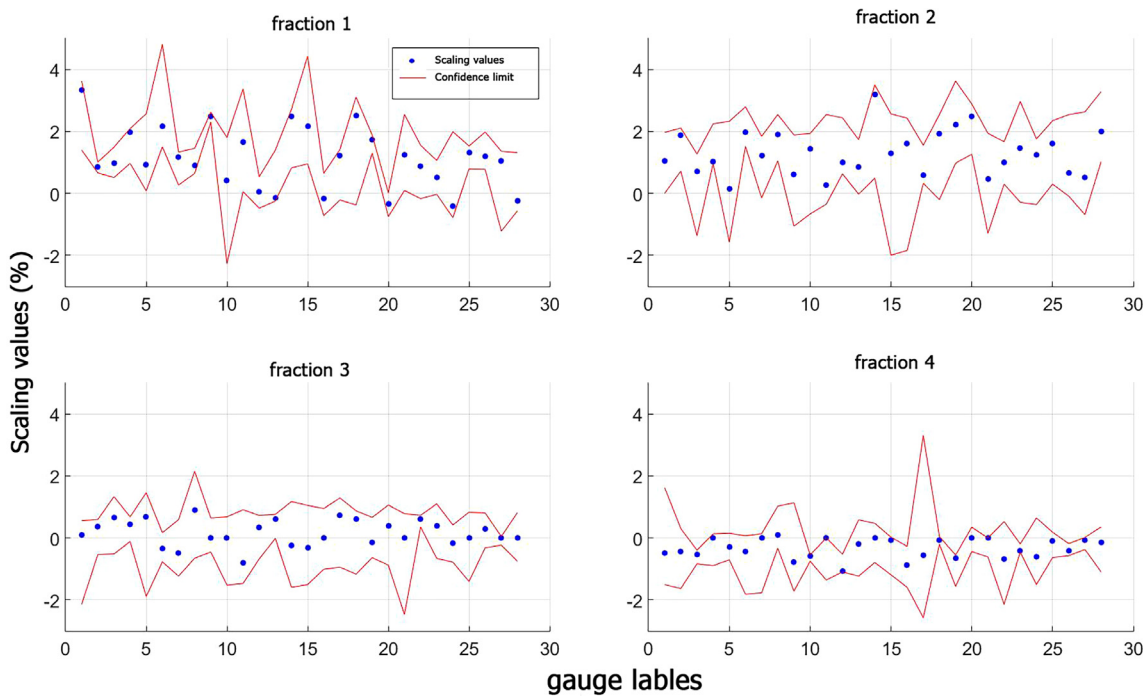 fraction 1
fraction 2
4
2
0
-2
Scaling values
Confidence limit
4
2
0
-2
0 5 10 15 20 25 30
0 5 10 15 20 25 30
Scaling values (%)
fraction 3
fraction 4
4
2
0
-2
4
2
0
-2
0 5 10 15 20 25 30
0 5 10 15 20 25 30
gauge lables